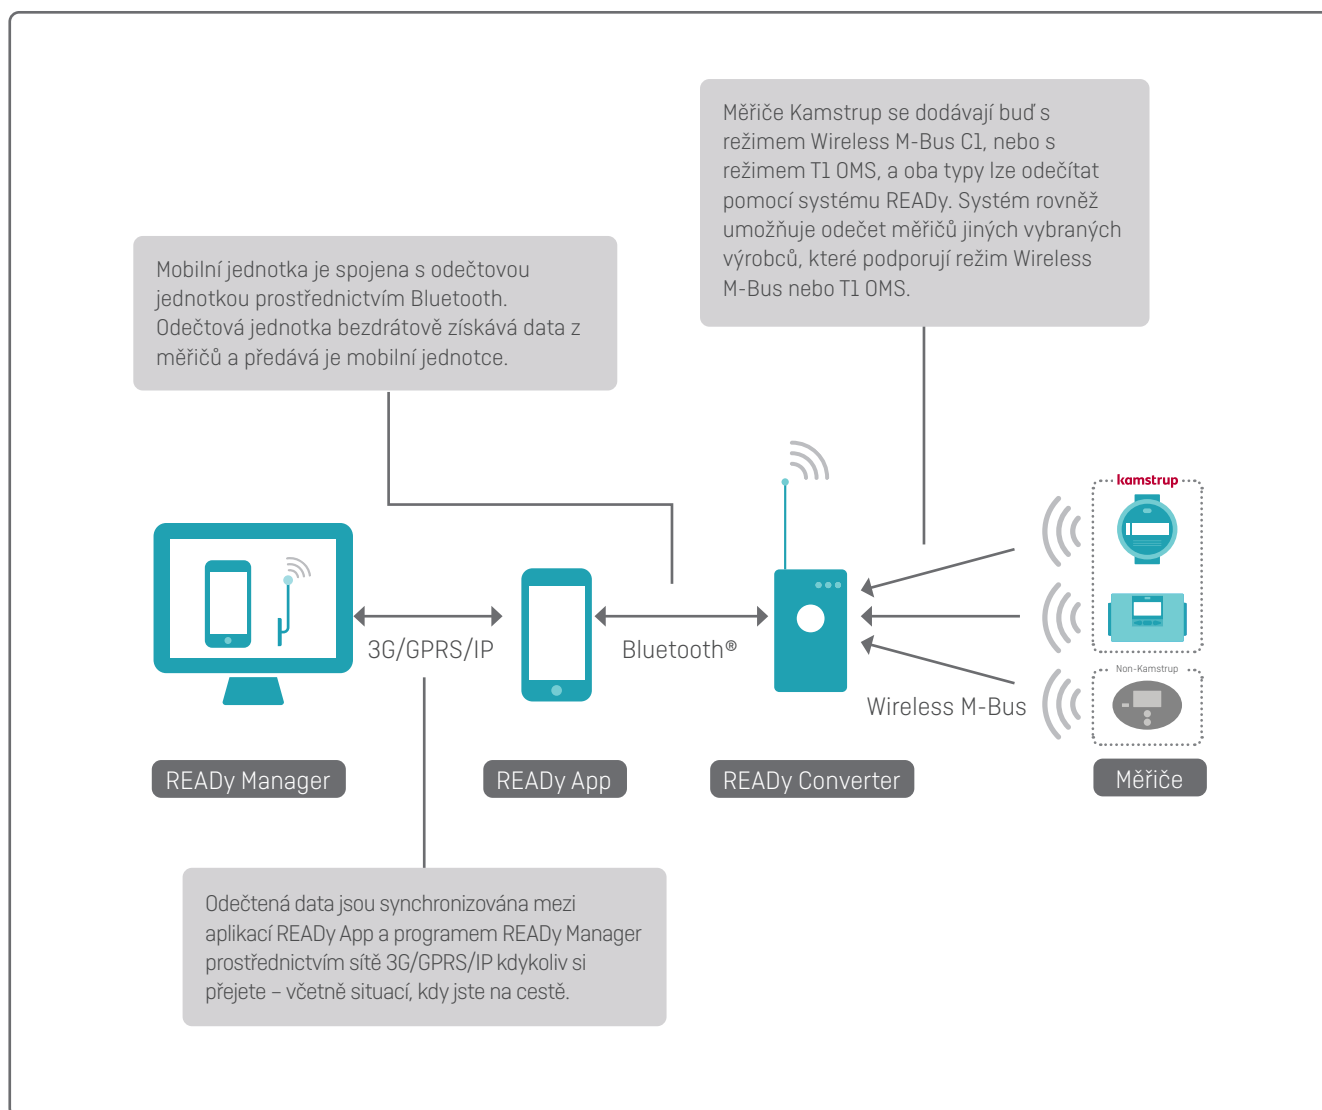 Měřiče Kamstrup se dodávají buď s
režimem Wireless M-Bus C1, nebo s
režimem T1 OMS, a oba typy lze odečítat
pomocí systému READy. Systém rovněž
umožňuje odečet měřičů jiných vybraných
výrobců, které podporují režim Wireless
M-Bus nebo T1 OMS.
Mobilní jednotka je spojena s odečtovou
jednotkou prostřednictvím Bluetooth.
Odečtová jednotka bezdrátově získává data z
měřičů a předává je mobilní jednotce.
kamstrup
3G/GPRS/IP
Bluetooth®
Non-Kamstrup
Wireless M-Bus
READy Manager
READy App
READy Converter
Měřiče
Odečtená data jsou synchronizována mezi
aplikací READy App a programem READy Manager
prostřednictvím sítě 3G/GPRS/IP kdykoliv si
přejete – včetně situací, kdy jste na cestě.